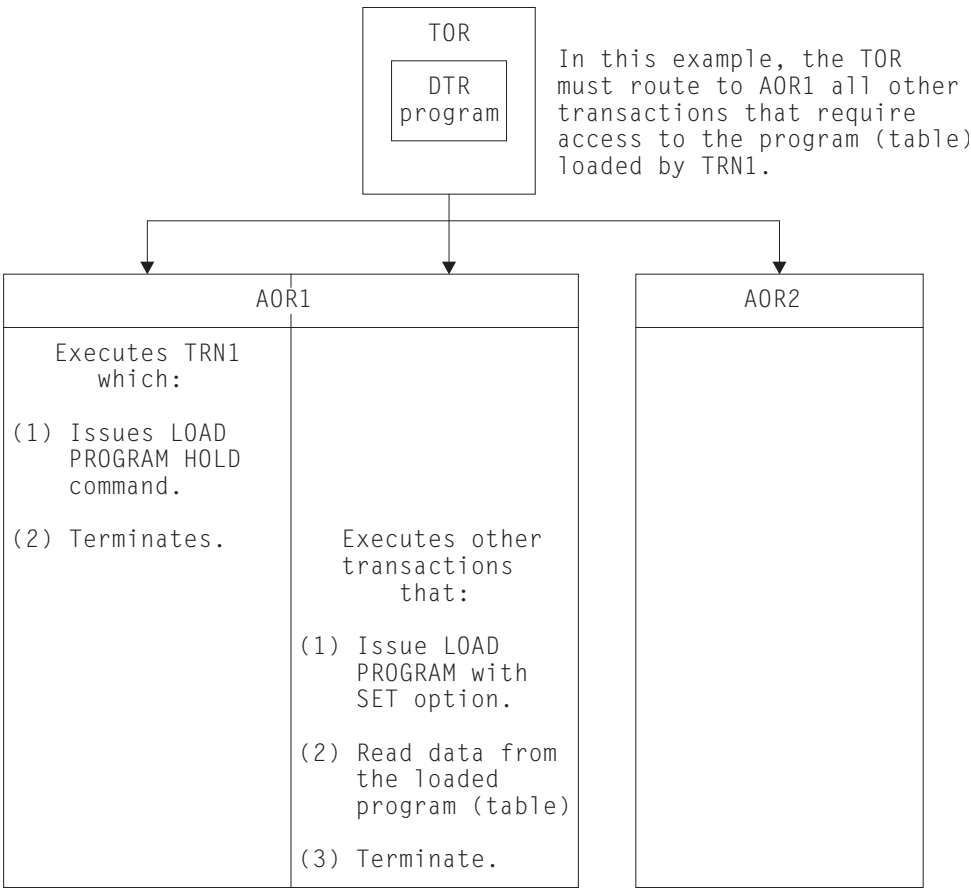 TOR
DTR
program
In this example, the TOR
must route to AOR1 all other
transactions that require
access to the program (table)
loaded by TRN1.
AOR1
AOR2
Executes TRN1
which:
(1) Issues LOAD
PROGRAM HOLD
command.
(2) Terminates.
Executes other
transactions
that:
(1) Issue LOAD
PROGRAM with
SET option.
(2) Read data from
the loaded
program (table)
(3) Terminate.